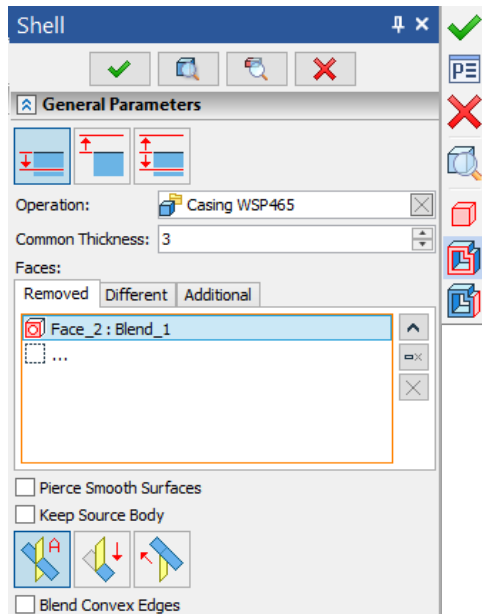 Shell
General Parameters
Operation: Casing WSP465
Common Thickness: 3
Faces:
Removed Different Additional
Face_2 : Blend_1
...
Pierce Smooth Surfaces
Keep Source Body
A
Blend Convex Edges